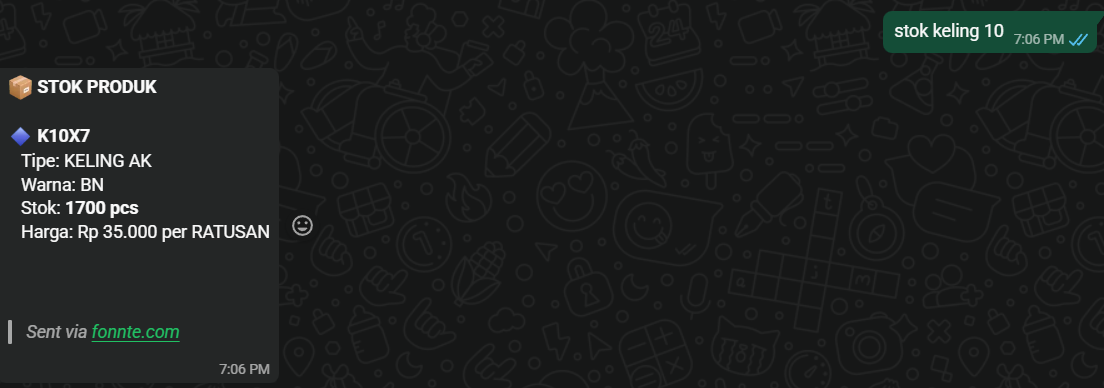 stok keling 10
7:06 PM
STOK PRODUK
K10X7
Tipe: KELING AK
Warna: BN
Stok: 1700 pcs
Harga: Rp 35.000 per RATUSAN
Sent via fonnte.com
7:06 PM